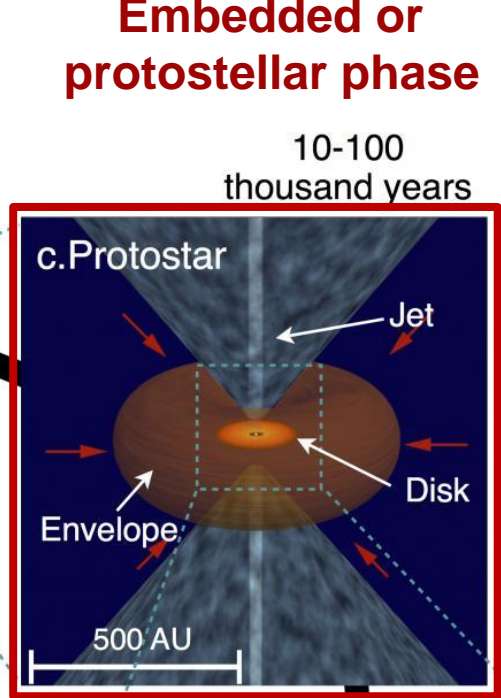 Embedded or
protostellar phase
10-100
thousand years
c.Protostar
Jet
Disk
Envelope
500 AU